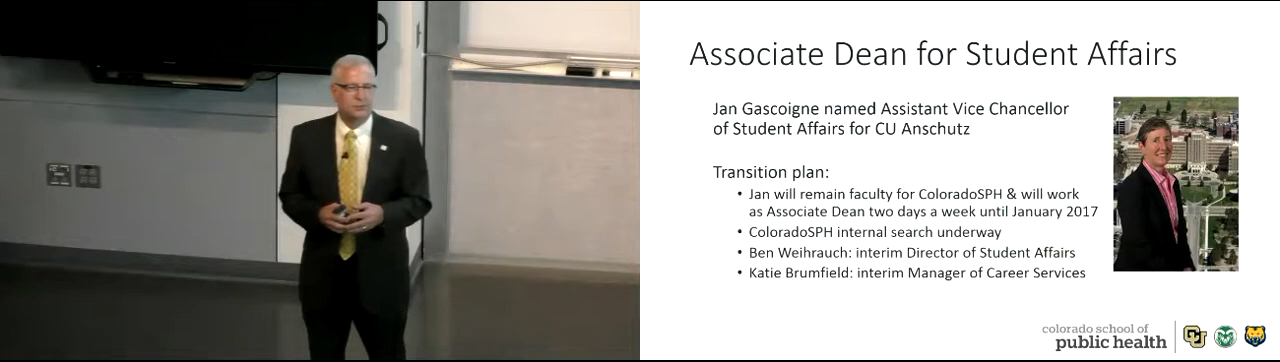 Associate Dean for Student Affairs
Jan Gascoigne named Assistant Vice Chancellor
of Student Affairs for CU Anschutz
Transition plan:
• Jan will remain faculty for ColoradoSPH & will work
as Associate Dean two days a week until January 2017
• ColoradoSPH internal search underway
• Ben Weihrauch: interim Director of Student Affairs
• Katie Brumfield: interim Manager of Career Services
colorado school of
public health
CU